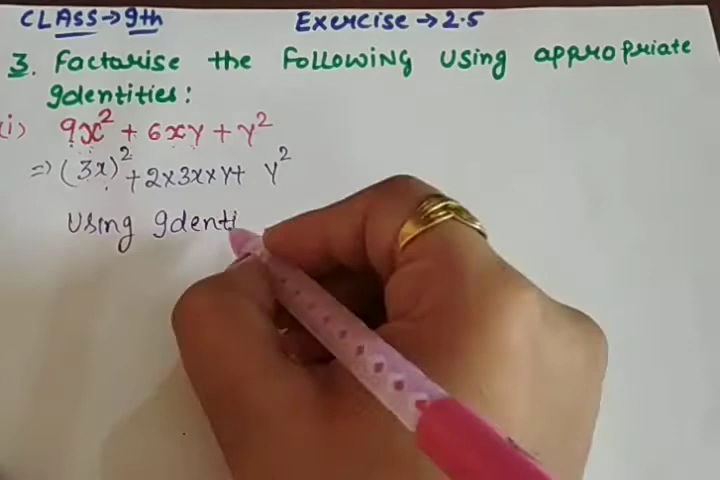 CLASS→9th Exercise→2.5
3. Factorise the following using appropriate
Identities:
(i) 9x² + 6xy + y²
⇒ (3x)² + 2×3x×y + y²
Using Identi